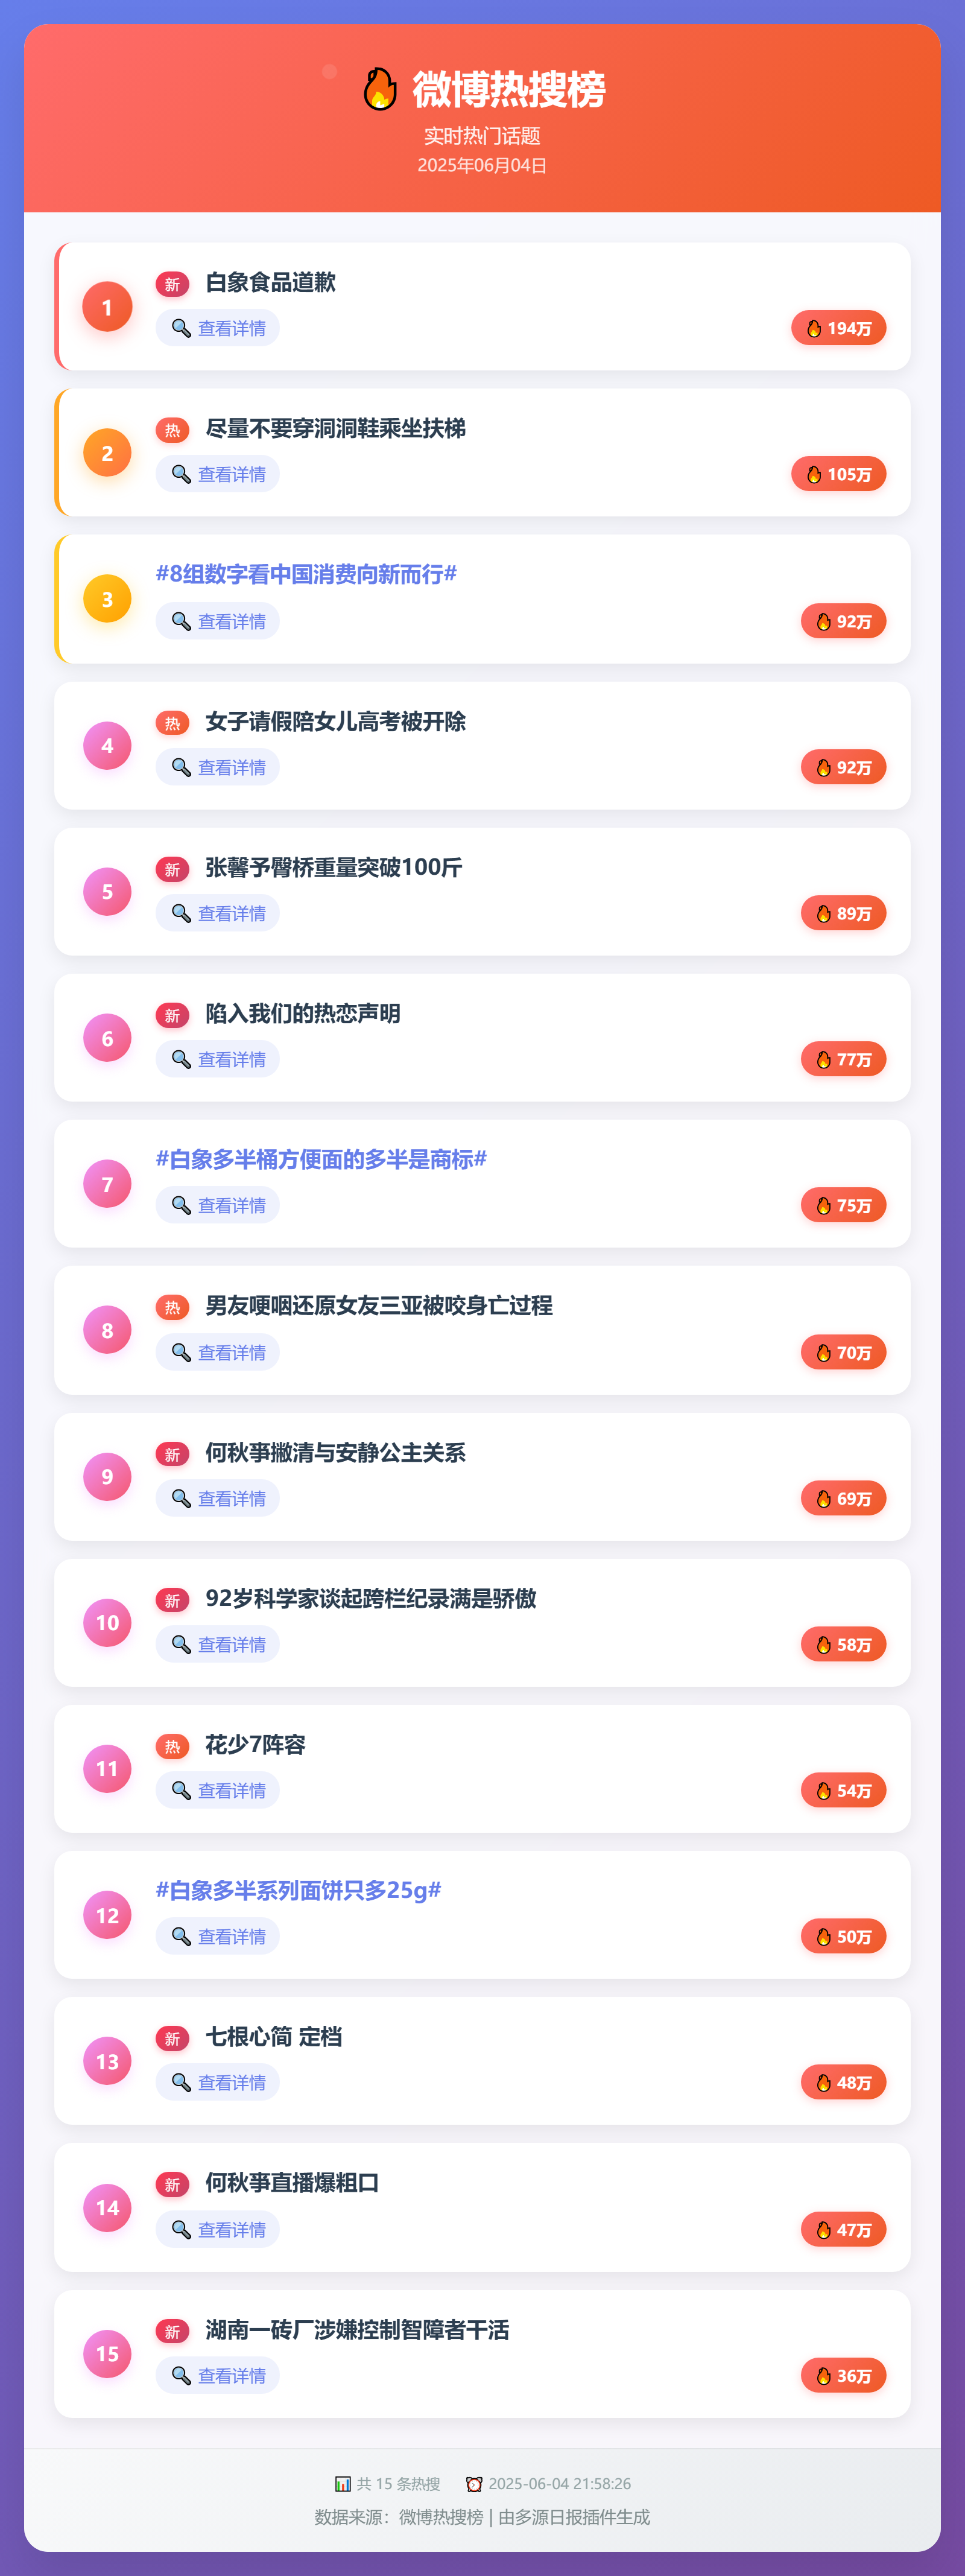 🔥 微博热搜榜
实时热门话题
2025年06月04日
1
新 白象食品道歉
🔍 查看详情
🔥 194万
2
热 尽量不要穿洞洞鞋乘坐扶梯
🔍 查看详情
🔥 105万
3
#8组数字看中国消费向新而行#
🔍 查看详情
🔥 92万
4
热 女子请假陪女儿高考被开除
🔍 查看详情
🔥 92万
5
新 张馨予臀桥重量突破100斤
🔍 查看详情
🔥 89万
6
新 陷入我们的热恋声明
🔍 查看详情
🔥 77万
7
#白象多半桶方便面的多半是商标#
🔍 查看详情
🔥 75万
8
热 男友哽咽还原女友三亚被咬身亡过程
🔍 查看详情
🔥 70万
9
新 何秋亊撇清与安静公主关系
🔍 查看详情
🔥 69万
10
新 92岁科学家谈起跨栏纪录满是骄傲
🔍 查看详情
🔥 58万
11
热 花少7阵容
🔍 查看详情
🔥 54万
12
#白象多半系列面饼只多25g#
🔍 查看详情
🔥 50万
13
新 七根心简 定档
🔍 查看详情
🔥 48万
14
新 何秋亊直播爆粗口
🔍 查看详情
🔥 47万
15
新 湖南一砖厂涉嫌控制智障者干活
🔍 查看详情
🔥 36万
📊 共 15 条热搜 ⏰ 2025-06-04 21:58:26
数据来源：微博热搜榜 | 由多源日报插件生成